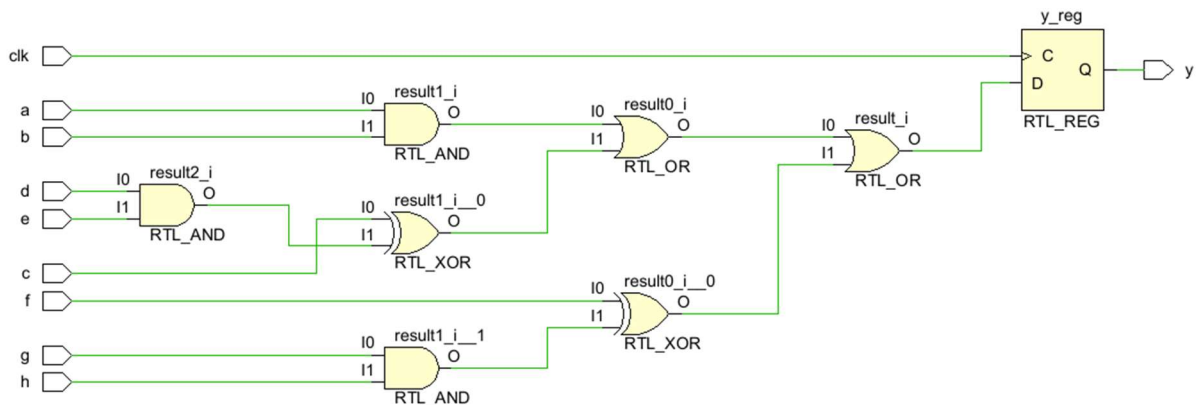 y_reg
clk
C
Q
y
D
RTL_REG
a
I0
result1_i
O
b
I1
RTL_AND
I0
result0_i
O
I1
RTL_OR
I0
result_i
O
I1
RTL_OR
d
I0
result2_i
O
e
I1
RTL_AND
I0
result1_i__0
O
I1
RTL_XOR
c
f
I0
result0_i__0
O
I1
RTL_XOR
g
I0
result1_i__1
O
h
I1
RTL_AND